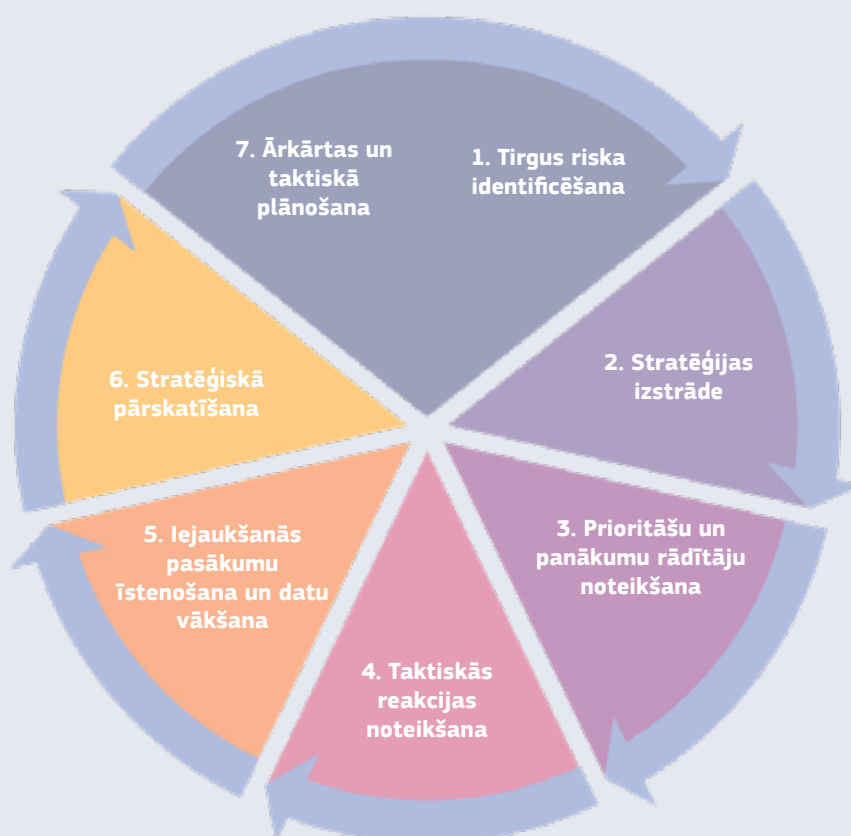 1. Tirgus riska
identificēšana
2. Stratēģijas
izstrāde
3. Prioritāšu un
panākumu rādītāju
noteikšana
4. Taktiskās
reakcijas
noteikšana
5. Iejaukšanās
pasākumu
īstenošana un datu
vākšana
6. Stratēģiskā
pārskatīšana
7. Ārkārtas un
taktiskā
plānošana